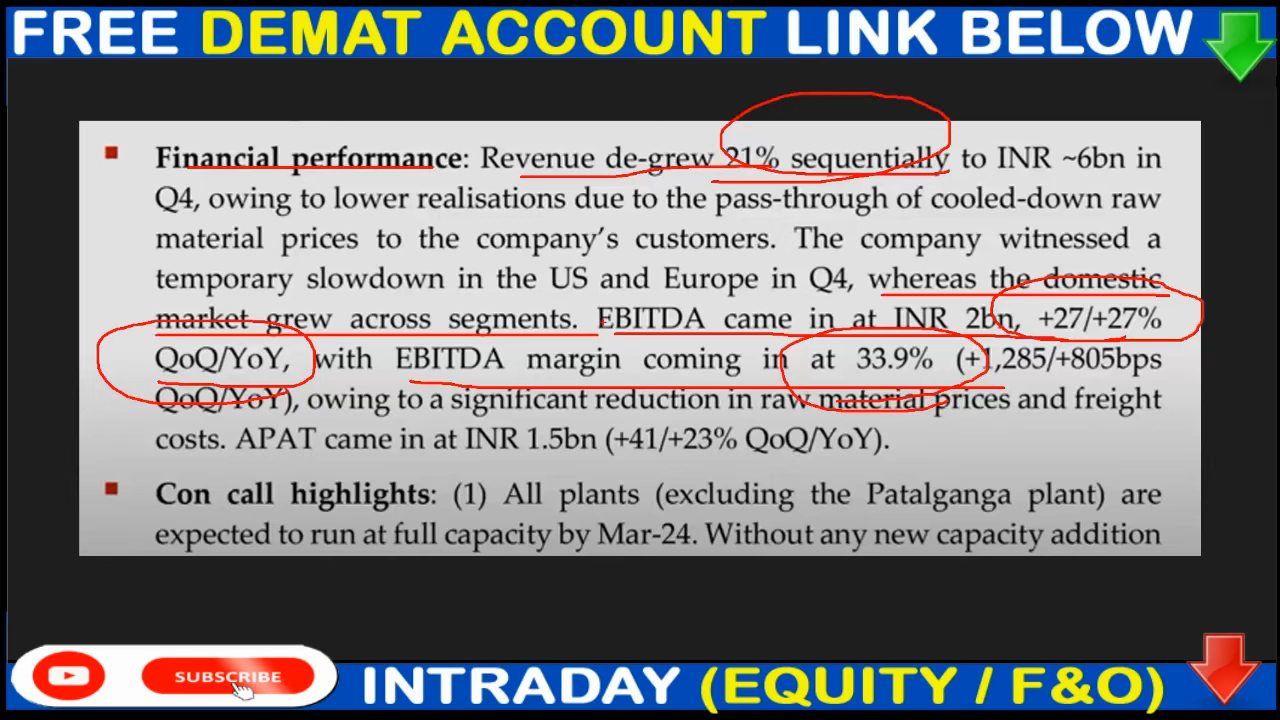 FREE DEMAT ACCOUNT LINK BELOW
Financial performance: Revenue de-grew 21% sequentially to INR ~6bn in
Q4, owing to lower realisations due to the pass-through of cooled-down raw
material prices to the company's customers. The company witnessed a
temporary slowdown in the US and Europe in Q4, whereas the domestic
market grew across segments. EBITDA came in at INR 2bn, +27/+27%
QoQ/YoY, with EBITDA margin coming in at 33.9% (+1,285/+805bps
QoQ/YoY), owing to a significant reduction in raw material prices and freight
costs. APAT came in at INR 1.5bn (+41/+23% QoQ/YoY).
Con call highlights: (1) All plants (excluding the Patalganga plant) are
expected to run at full capacity by Mar-24. Without any new capacity addition
SUBSCRIBE
INTRADAY (EQUITY / F&O)